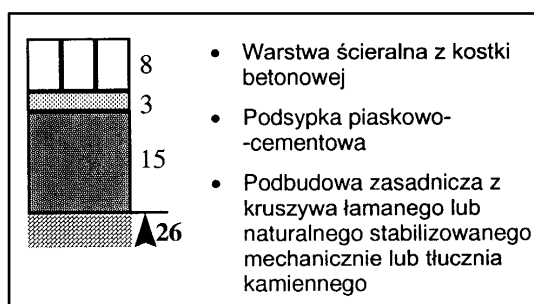 8
3
15
26
• Warstwa ścieralna z kostki
betonowej
• Podsypka piaskowo-
-cementowa
• Podbudowa zasadnicza z
kruszywa łamanego lub
naturalnego stabilizowanego
mechanicznie lub tłucznia
kamiennego